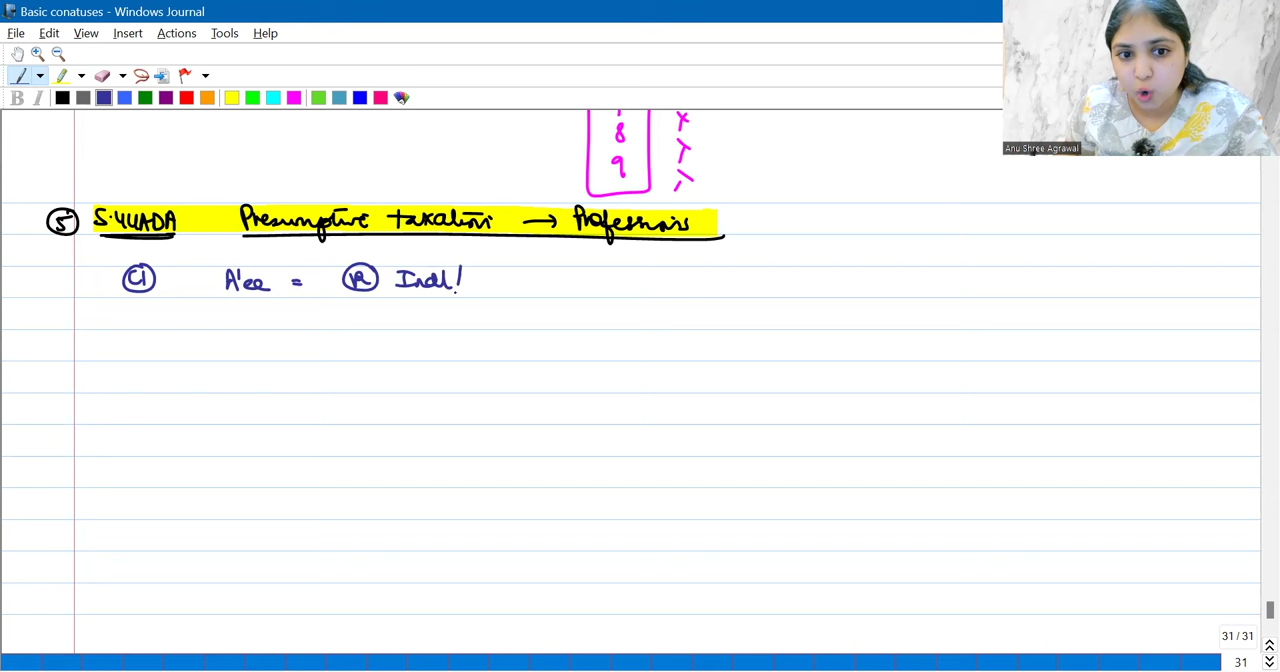 Basic conatuses - Windows Journal
File Edit View Insert Actions Tools Help
B I
Anu Shree Agrawal
8
9
5 S.44ADA Presumptive taxation → Professions
C1 A'ee = R Indl!
31 / 31
31